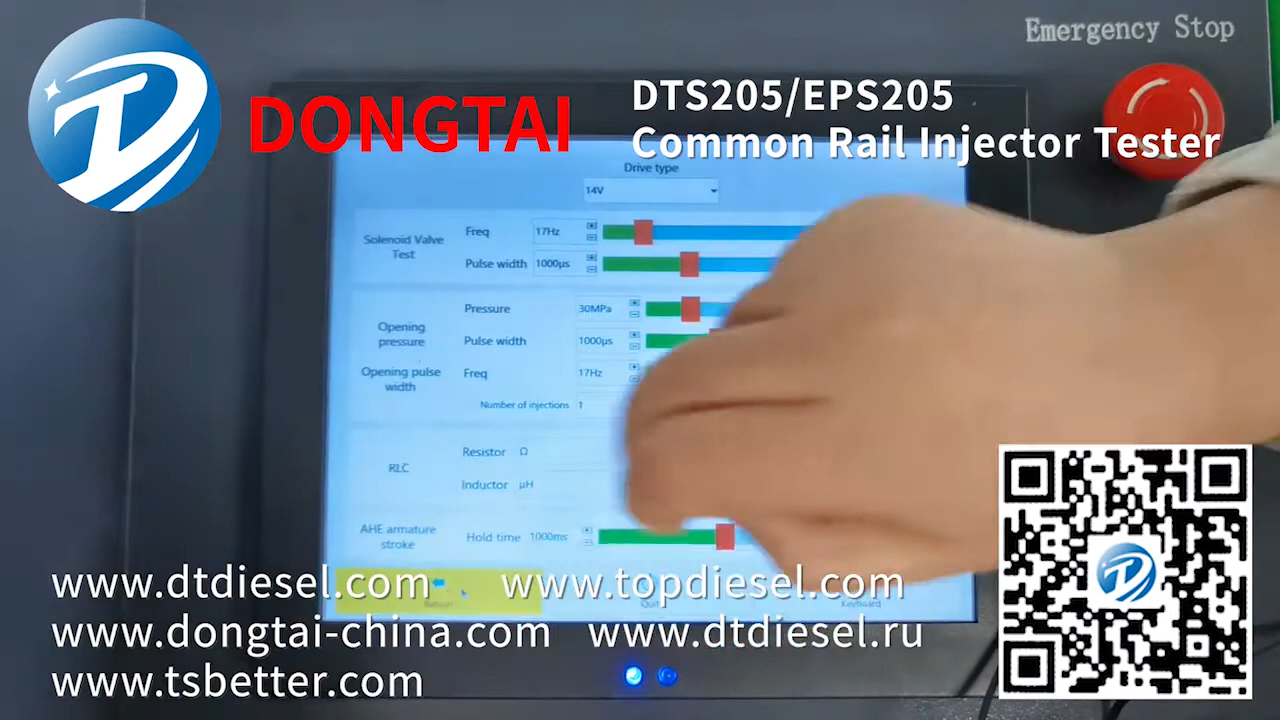 Emergency Stop
DONGTAI
DTS205/EPS205
Common Rail Injector Tester
Drive type
14V
Solenoid Valve
Test
Freq 17Hz
Pulse width 1000µs
Opening
pressure
Pressure 30MPa
Pulse width 1000µs
Opening pulse
width
Freq 17Hz
Number of injections 1
RLC
Resistor Ω
Inductor µH
AHE armature
stroke
Hold time 1000ms
Return Quit Keyboard
www.dtdiesel.com www.topdiesel.com
www.dongtai-china.com www.dtdiesel.ru
www.tsbetter.com